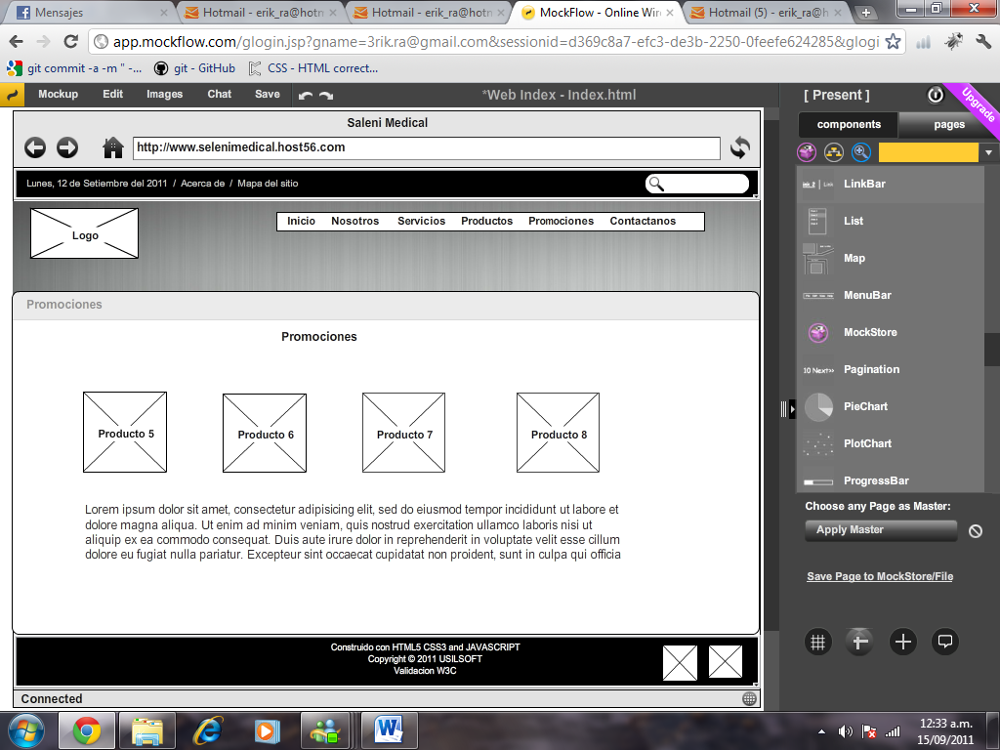 Mensajes
Hotmail - erik_ra@hotm
Hotmail - erik_ra@hotm
MockFlow - Online Wire
Hotmail (5) - erik_ra@h
app.mockflow.com/glogin.jsp?gname=3rik.ra@gmail.com&sessionid=d369c8a7-efc3-de3b-2250-0feefe624285&glogi
git commit -a -m " -...
git - GitHub
CSS - HTML correct...
Mockup Edit Images Chat Save
*Web Index - Index.html
[ Present ]
Upgrade
components pages
Saleni Medical
http://www.selenimedical.host56.com
Lunes, 12 de Setiembre del 2011 / Acerca de / Mapa del sitio
Logo
Inicio Nosotros Servicios Productos Promociones Contactanos
Promociones
Promociones
Producto 5 Producto 6 Producto 7 Producto 8
Lorem ipsum dolor sit amet, consectetur adipisicing elit, sed do eiusmod tempor incididunt ut labore et
dolore magna aliqua. Ut enim ad minim veniam, quis nostrud exercitation ullamco laboris nisi ut
aliquip ex ea commodo consequat. Duis aute irure dolor in reprehenderit in voluptate velit esse cillum
dolore eu fugiat nulla pariatur. Excepteur sint occaecat cupidatat non proident, sunt in culpa qui officia
Construido con HTML5 CSS3 and JAVASCRIPT
Copyright © 2011 USILSOFT
Validacion W3C
Connected
LinkBar
List
Map
MenuBar
MockStore
10 Next>> Pagination
PieChart
PlotChart
ProgressBar
Choose any Page as Master:
Apply Master
Save Page to MockStore/File
12:33 a.m.
15/09/2011